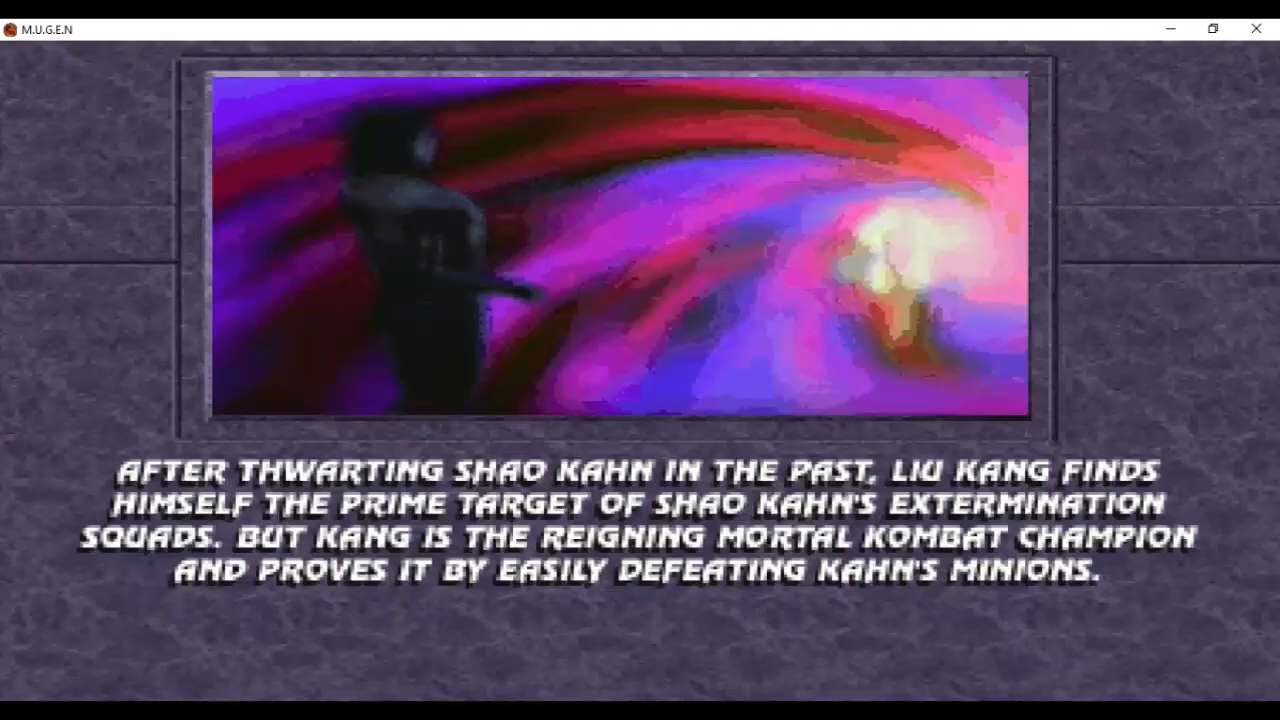 M.U.G.E.N
AFTER THWARTING SHAO KAHN IN THE PAST, LIU KANG FINDS
HIMSELF THE PRIME TARGET OF SHAO KAHN'S EXTERMINATION
SQUADS. BUT KANG IS THE REIGNING MORTAL KOMBAT CHAMPION
AND PROVES IT BY EASILY DEFEATING KAHN'S MINIONS.